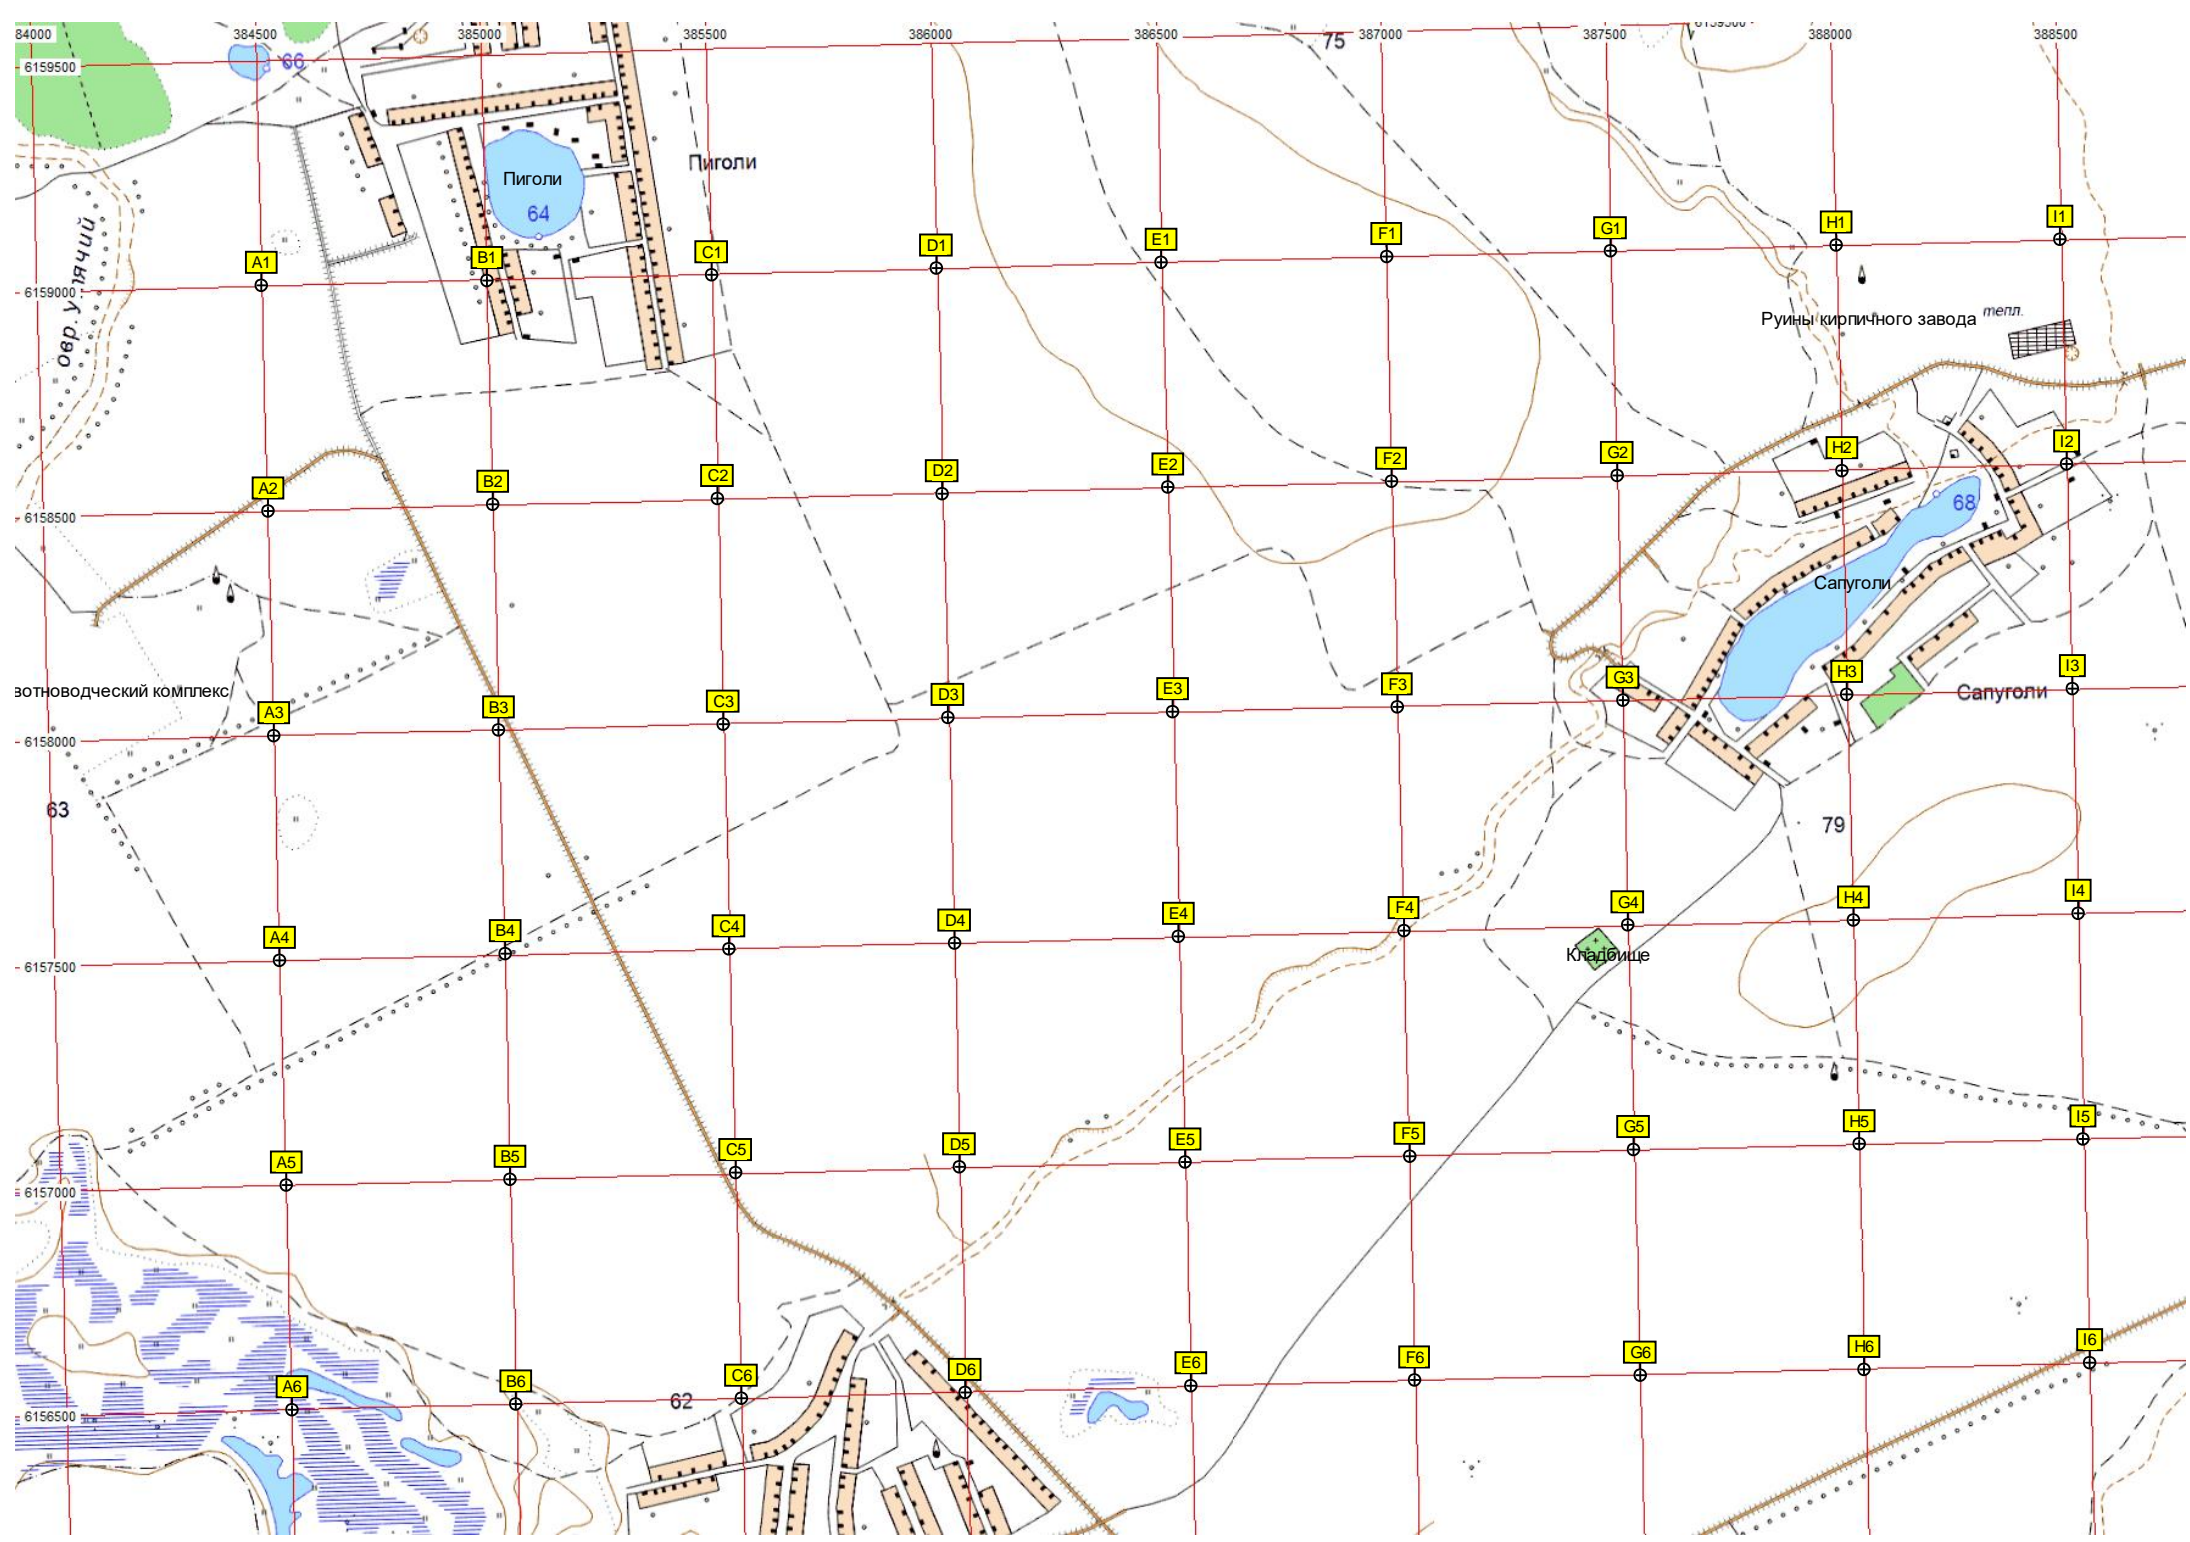 84000 384500 385000 385500 386000 386500 387000 387500 388000 388500
6159500
66
75
Пиголи
Пиголи
64
овр. улячий
A1 B1 C1 D1 E1 F1 G1 H1 I1
6159000
Руины кирпичного завода
тепл.
A2 B2 C2 D2 E2 F2 G2 H2 I2
6158500
68
Сапуголи
вотноводческий комплекс
A3 B3 C3 D3 E3 F3 G3 H3 I3
Сапуголи
6158000
63
79
A4 B4 C4 D4 E4 F4 G4 H4 I4
Кладбище
6157500
A5 B5 C5 D5 E5 F5 G5 H5 I5
6157000
A6 B6 C6 D6 E6 F6 G6 H6 I6
62
6156500